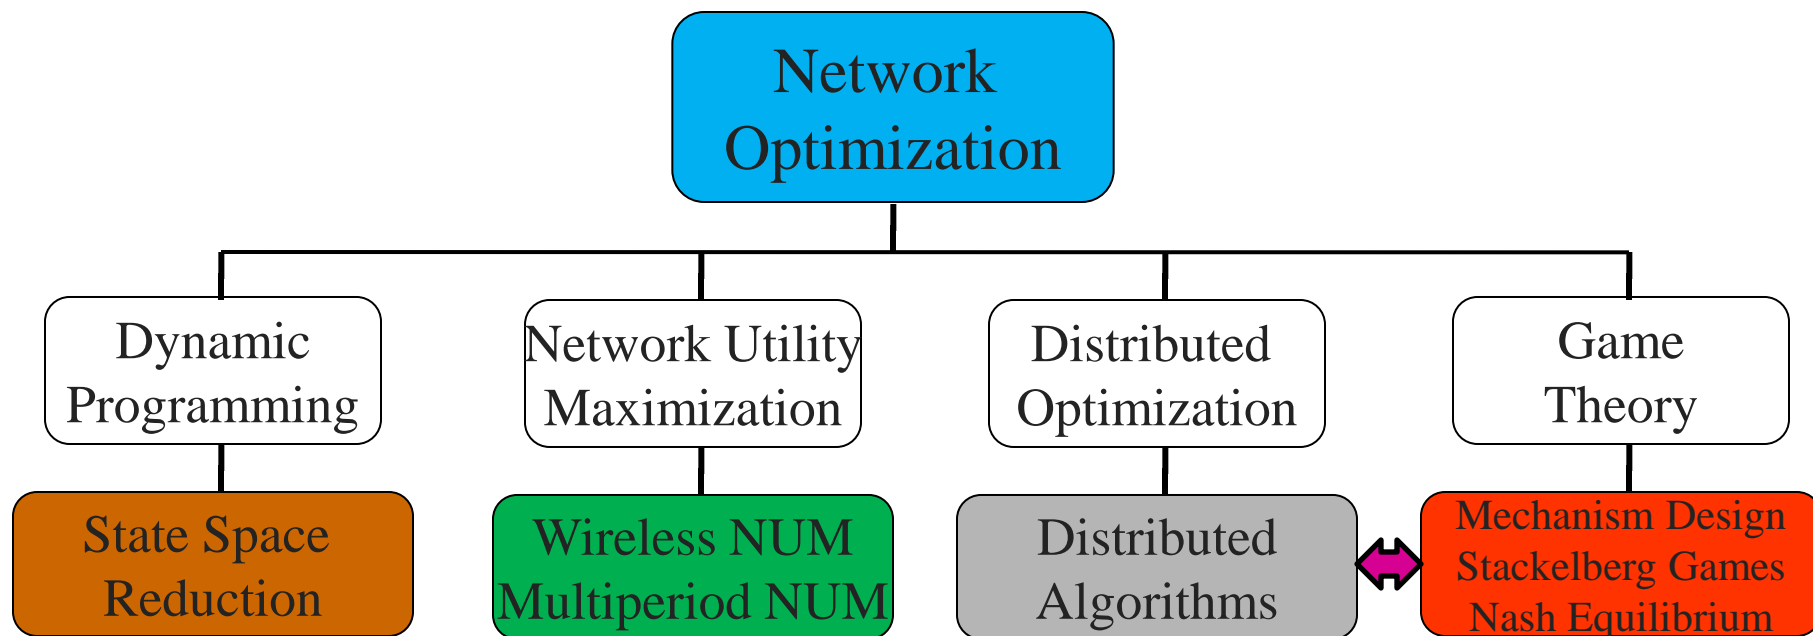 Network
Optimization
Dynamic
Programming
Network Utility
Maximization
Distributed
Optimization
Game
Theory
State Space
Reduction
Wireless NUM
Multiperiod NUM
Distributed
Algorithms
Mechanism Design
Stackelberg Games
Nash Equilibrium